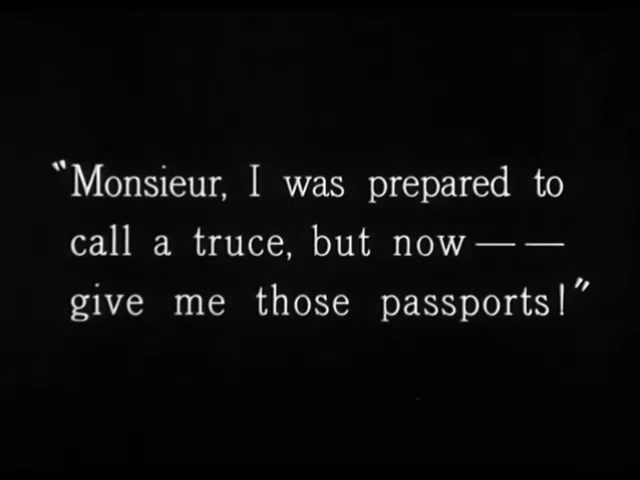 "Monsieur, I was prepared to
call a truce, but now — —
give me those passports!"